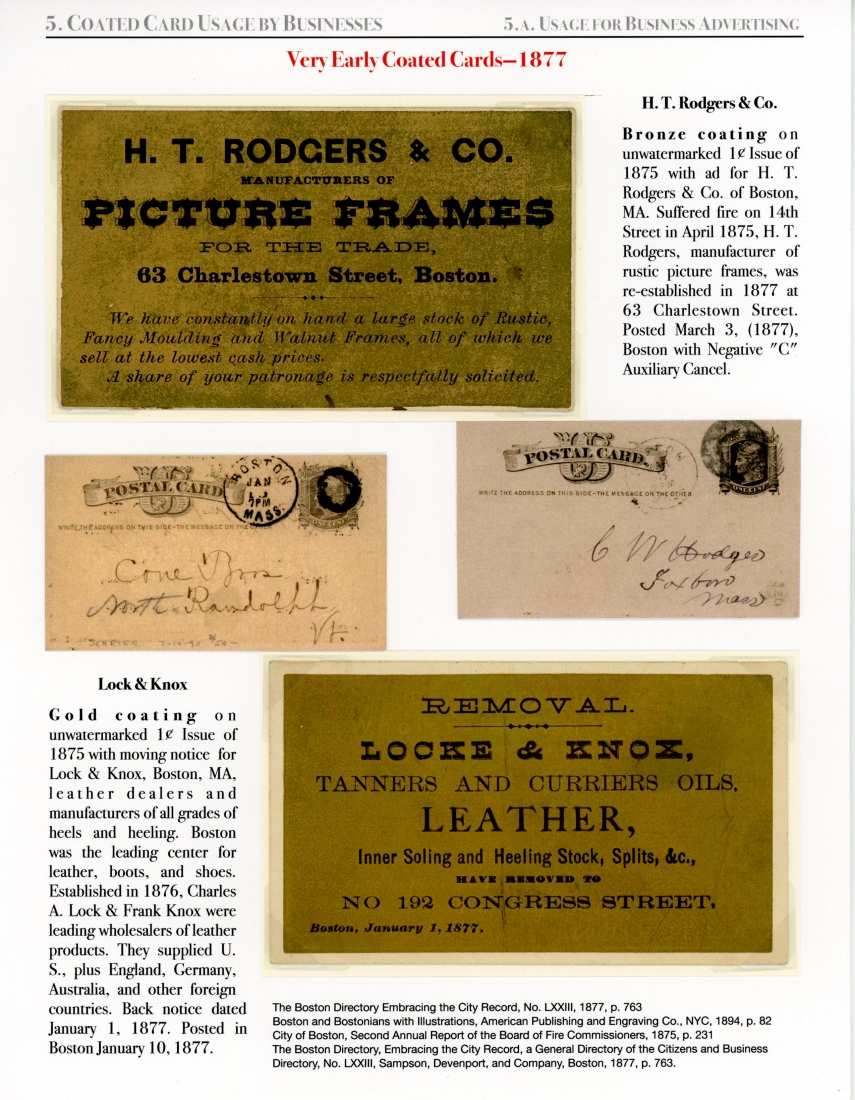 5. COATED CARD USAGE BY BUSINESSES
5.A. USAGE FOR BUSINESS ADVERTISING
Very Early Coated Cards—1877
H. T. RODGERS & CO.
MANUFACTURERS OF
PICTURE FRAMES
FOR THE TRADE,
63 Charlestown Street, Boston.
We have constantly on hand a large stock of Rustic,
Fancy Moulding and Walnut Frames, all of which we
sell at the lowest cash prices.
A share of your patronage is respectfully solicited.
H. T. Rodgers & Co.
Bronze coating on
unwatermarked 1¢ Issue of
1875 with ad for H. T.
Rodgers & Co. of Boston,
MA. Suffered fire on 14th
Street in April 1875, H. T.
Rodgers, manufacturer of
rustic picture frames, was
re-established in 1877 at
63 Charlestown Street.
Posted March 3, (1877),
Boston with Negative "C"
Auxiliary Cancel.
US
POSTAL CARD
WRITE THE ADDRESS ON THIS SIDE-THE MESSAGE ON THE OTHER
BOSTON
JAN
7PM
MASS.
ONE CENT
Cone Bros
North Randolph
Vt.
US
POSTAL CARD.
WRITE THE ADDRESS ON THIS SIDE-THE MESSAGE ON THE OTHER
ONE CENT
C W Hodges
Foxboro
Mass
Lock & Knox
Gold coating on
unwatermarked 1¢ Issue of
1875 with moving notice for
Lock & Knox, Boston, MA,
leather dealers and
manufacturers of all grades of
heels and heeling. Boston
was the leading center for
leather, boots, and shoes.
Established in 1876, Charles
A. Lock & Frank Knox were
leading wholesalers of leather
products. They supplied U.
S., plus England, Germany,
Australia, and other foreign
countries. Back notice dated
January 1, 1877. Posted in
Boston January 10, 1877.
REMOVAL.
LOCKE & KNOX,
TANNERS AND CURRIERS OILS,
LEATHER,
Inner Soling and Heeling Stock, Splits, &c.,
HAVE REMOVED TO
NO 192 CONGRESS STREET,
Boston, January 1, 1877.
The Boston Directory Embracing the City Record, No. LXXIII, 1877, p. 763
Boston and Bostonians with Illustrations, American Publishing and Engraving Co., NYC, 1894, p. 82
City of Boston, Second Annual Report of the Board of Fire Commissioners, 1875, p. 231
The Boston Directory, Embracing the City Record, a General Directory of the Citizens and Business
Directory, No. LXXIII, Sampson, Devenport, and Company, Boston, 1877, p. 763.